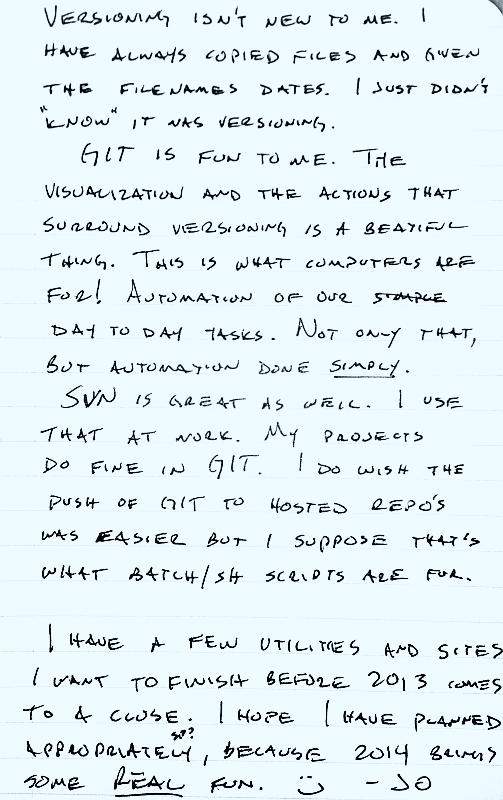 VERSIONING ISN'T NEW TO ME. I
HAVE ALWAYS COPIED FILES AND GIVEN
THE FILENAMES DATES. I JUST DIDN'T
"KNOW" IT WAS VERSIONING.
GIT IS FUN TO ME. THE
VISUALIZATION AND THE ACTIONS THAT
SURROUND VERSIONING IS A BEATIFUL
THING. THIS IS WHAT COMPUTERS ARE
FOR! AUTOMATION OF OUR SIMPLE
DAY TO DAY TASKS. NOT ONLY THAT,
BUT AUTOMATION DONE SIMPLY.
SVN IS GREAT AS WELL. I USE
THAT AT WORK. MY PROJECTS
DO FINE IN GIT. I DO WISH THE
PUSH OF GIT TO HOSTED REPO'S
WAS EASIER BUT I SUPPOSE THAT'S
WHAT BATCH/SH SCRIPTS ARE FOR.
I HAVE A FEW UTILITIES AND SITES
I WANT TO FINISH BEFORE 2013 COMES
TO A CLOSE. I HOPE I HAVE PLANNED
APPROPRIATELY, sp? BECAUSE 2014 BRINGS
SOME REAL FUN. :) - JO